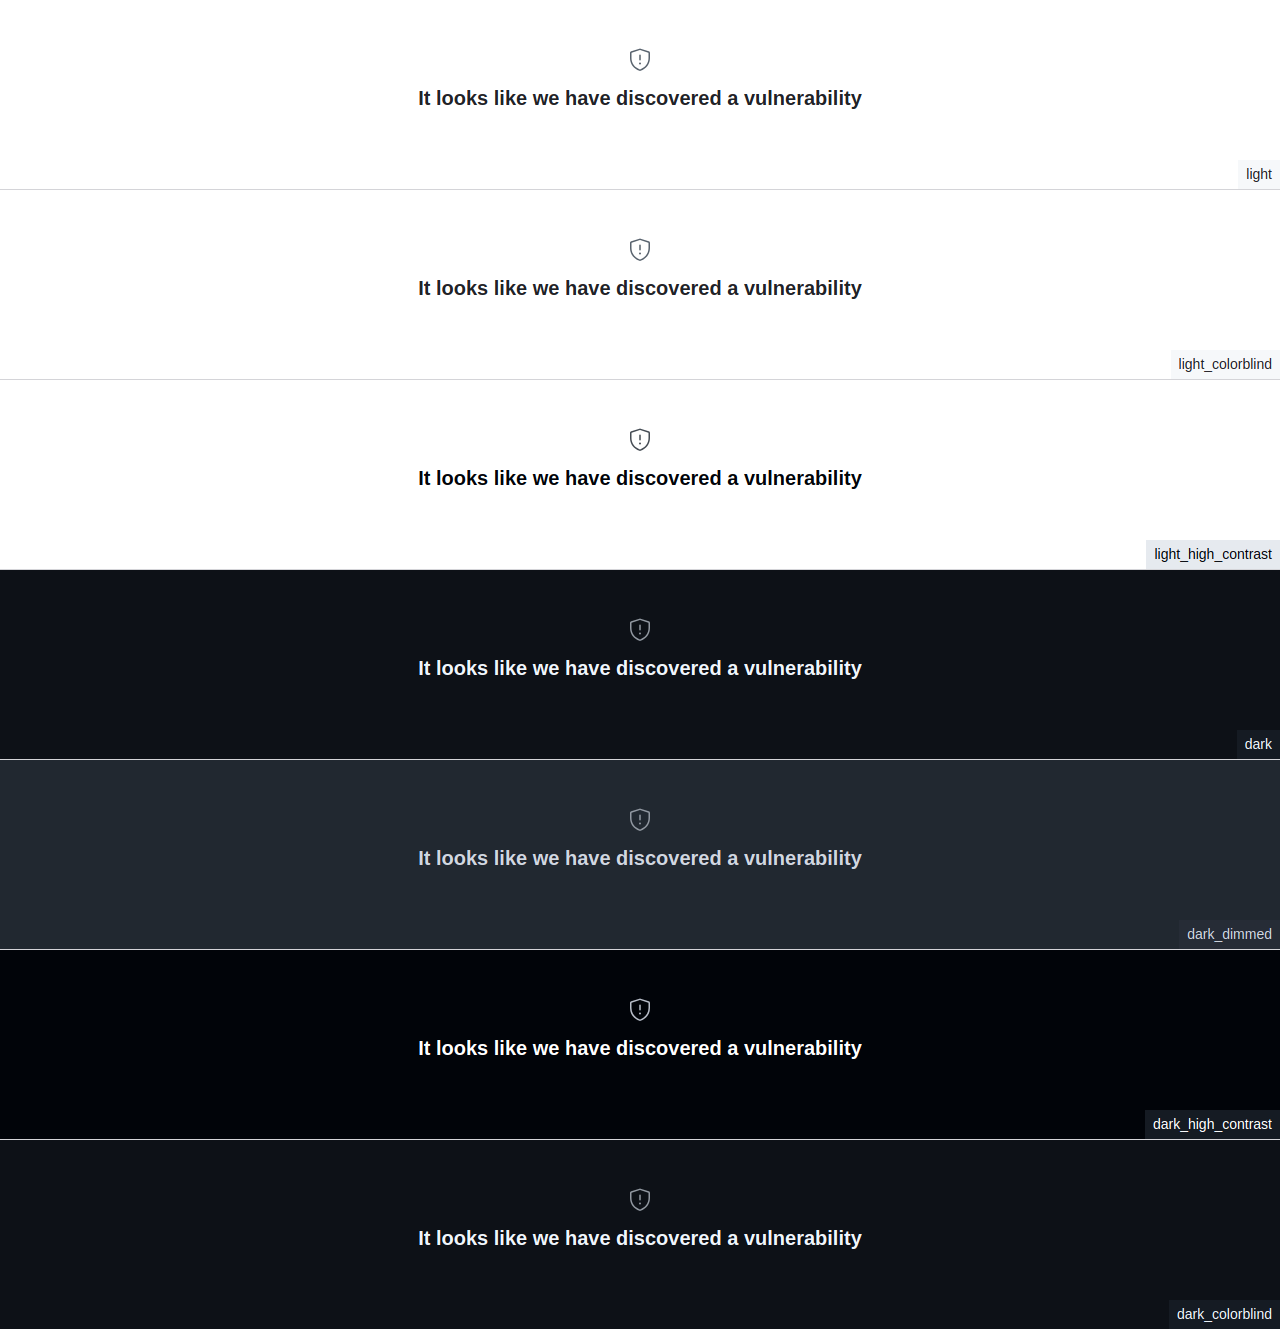 It looks like we have discovered a vulnerability
light
It looks like we have discovered a vulnerability
light_colorblind
It looks like we have discovered a vulnerability
light_high_contrast
It looks like we have discovered a vulnerability
dark
It looks like we have discovered a vulnerability
dark_dimmed
It looks like we have discovered a vulnerability
dark_high_contrast
It looks like we have discovered a vulnerability
dark_colorblind